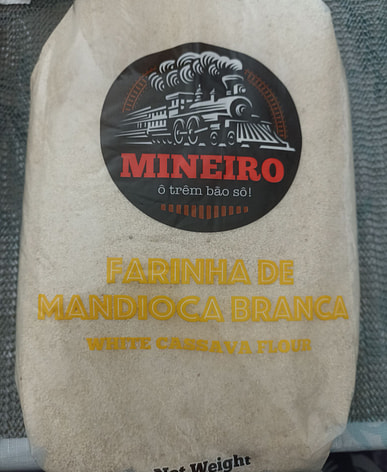 MINEIRO
ô trêm bão sô!
FARINHA DE
MANDIOCA BRANCA
WHITE CASSAVA FLOUR
Net Weight